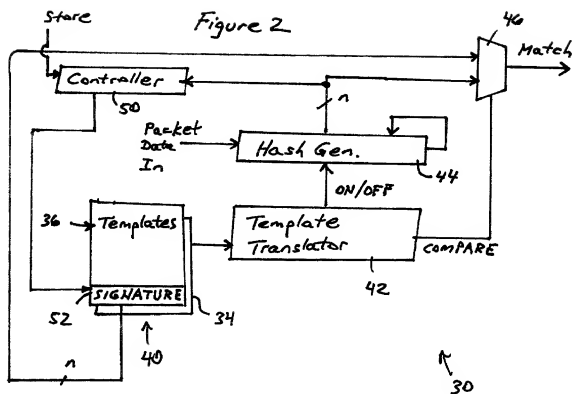 Store
Figure 2
46
Match
Controller
50
n
Packet
Data
In
Hash Gen.
44
ON/OFF
36
Templates
Template
Translator
COMPARE
42
SIGNATURE
52
34
40
n
30